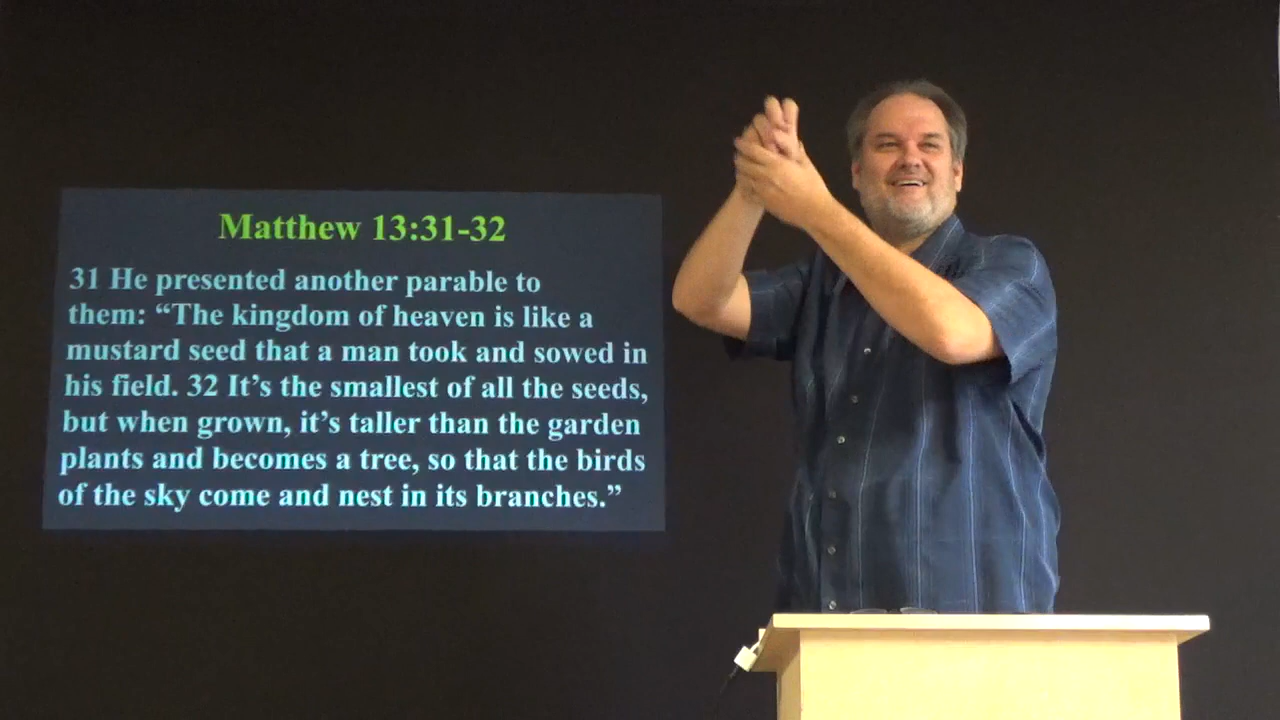 Matthew 13:31-32
31 He presented another parable to
them: “The kingdom of heaven is like a
mustard seed that a man took and sowed in
his field. 32 It’s the smallest of all the seeds,
but when grown, it’s taller than the garden
plants and becomes a tree, so that the birds
of the sky come and nest in its branches.”